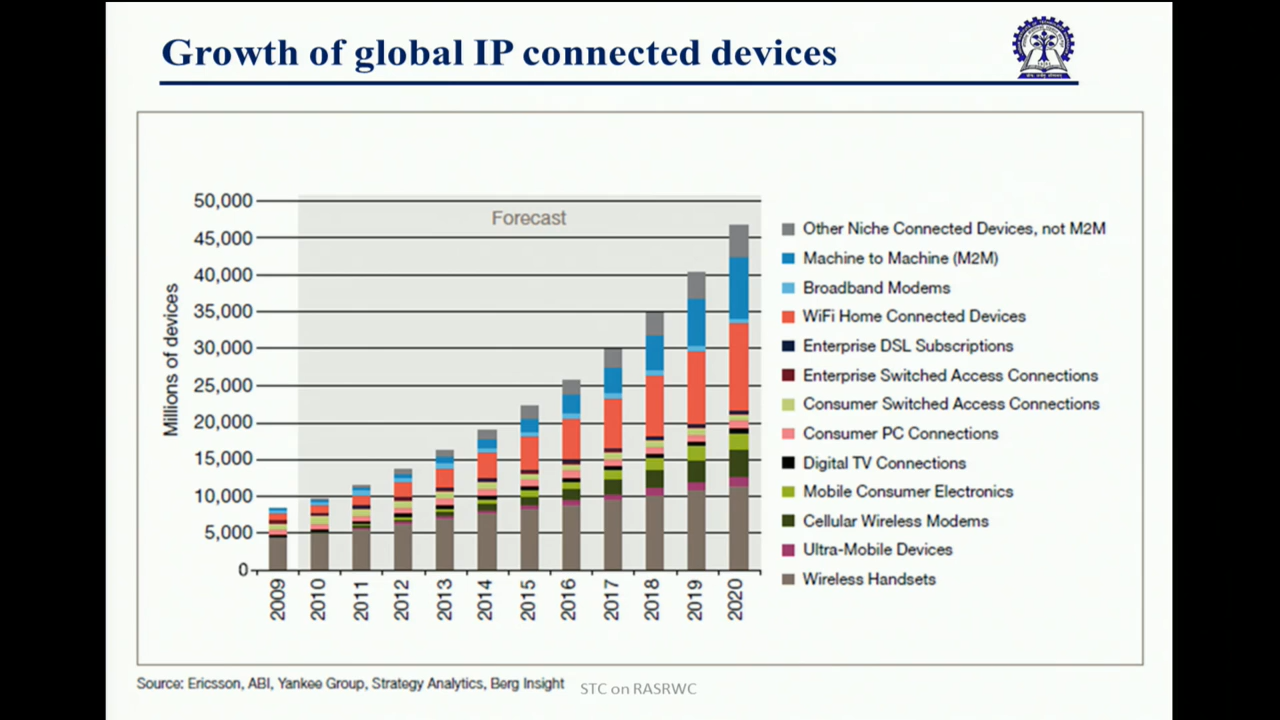 Growth of global IP connected devices
Forecast
Millions of devices
50,000
45,000
40,000
35,000
30,000
25,000
20,000
15,000
10,000
5,000
0
2009
2010
2011
2012
2013
2014
2015
2016
2017
2018
2019
2020
Other Niche Connected Devices, not M2M
Machine to Machine (M2M)
Broadband Modems
WiFi Home Connected Devices
Enterprise DSL Subscriptions
Enterprise Switched Access Connections
Consumer Switched Access Connections
Consumer PC Connections
Digital TV Connections
Mobile Consumer Electronics
Cellular Wireless Modems
Ultra-Mobile Devices
Wireless Handsets
Source: Ericsson, ABI, Yankee Group, Strategy Analytics, Berg Insight
STC on RASRWC